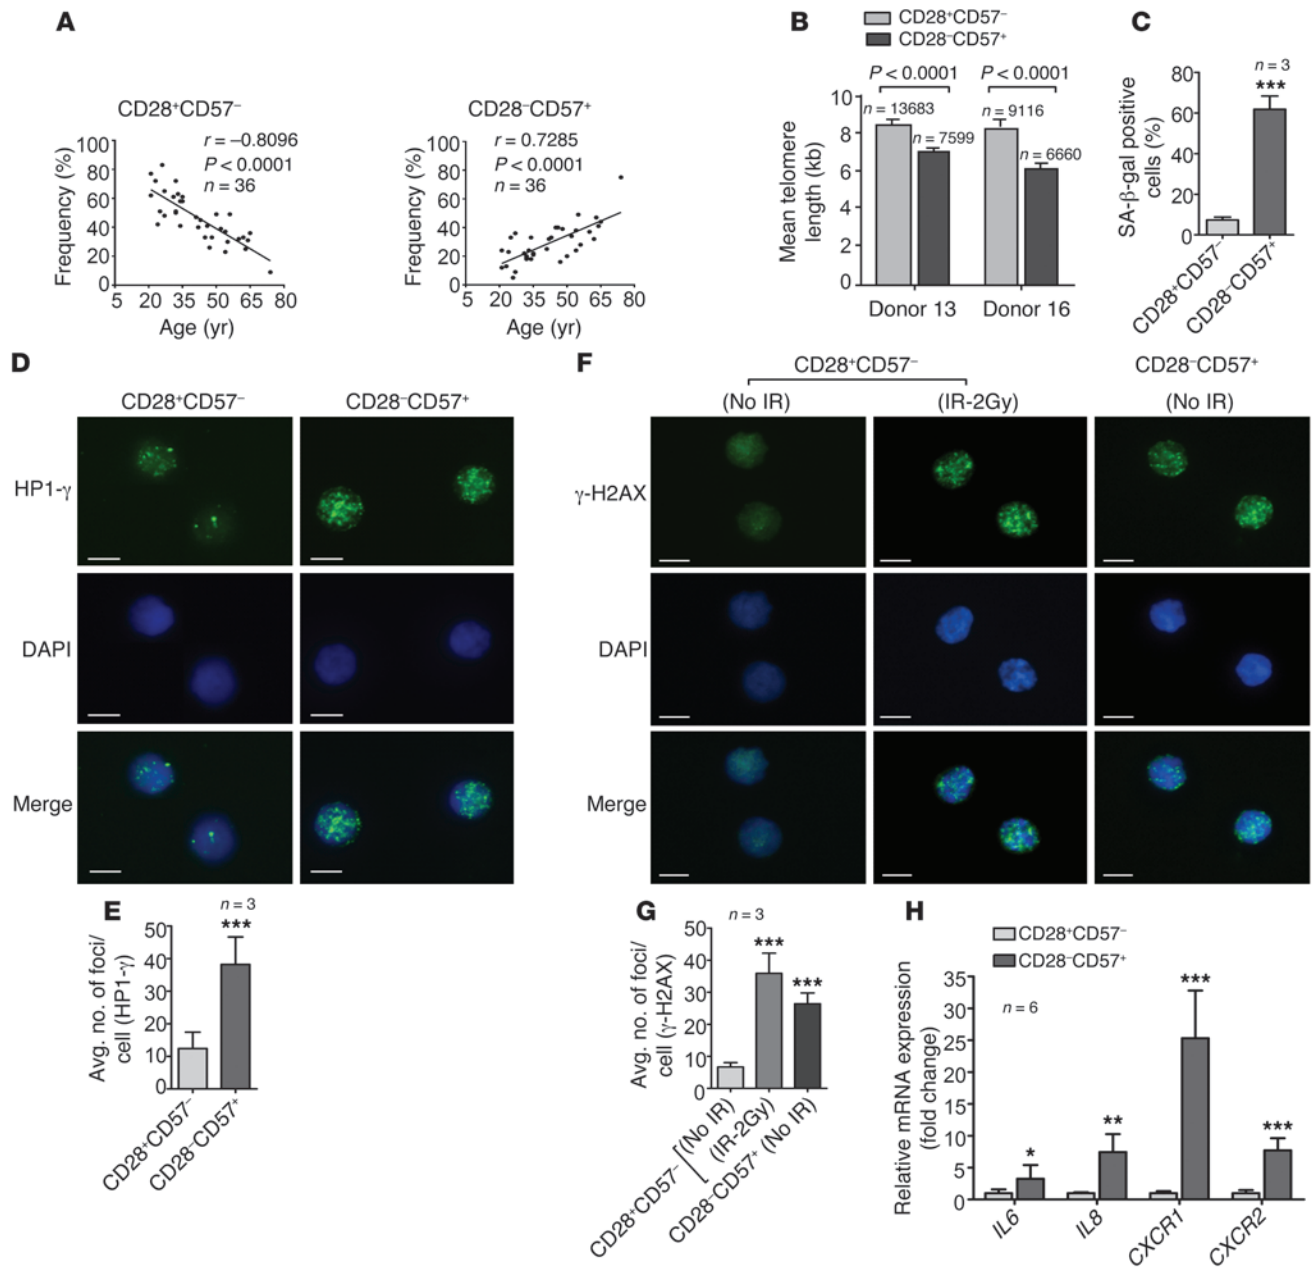 A
CD28⁺CD57⁻
r = –0.8096
P < 0.0001
n = 36
Frequency (%)
100
80
60
40
20
0
5 20 35 50 65 80
Age (yr)
CD28⁻CD57⁺
r = 0.7285
P < 0.0001
n = 36
Frequency (%)
100
80
60
40
20
0
5 20 35 50 65 80
Age (yr)
B
CD28⁺CD57⁻
CD28⁻CD57⁺
P < 0.0001 P < 0.0001
n = 13683
n = 7599
n = 9116
n = 6660
Mean telomere
length (kb)
10
8
6
4
2
0
Donor 13 Donor 16
C
n = 3
***
SA-β-gal positive
cells (%)
80
60
40
20
0
CD28⁺CD57⁻
CD28⁻CD57⁺
D
CD28⁺CD57⁻ CD28⁻CD57⁺
HP1-γ
DAPI
Merge
F
CD28⁺CD57⁻ CD28⁻CD57⁺
(No IR) (IR-2Gy) (No IR)
γ-H2AX
DAPI
Merge
E
n = 3
***
Avg. no. of foci/
cell (HP1-γ)
50
40
30
20
10
0
CD28⁺CD57⁻
CD28⁻CD57⁺
G
n = 3
***
***
Avg. no. of foci/
cell (γ-H2AX)
50
40
30
20
10
0
CD28⁺CD57⁻ (No IR)
(IR-2Gy)
CD28⁻CD57⁺ (No IR)
H
CD28⁺CD57⁻
CD28⁻CD57⁺
n = 6
Relative mRNA expression
(fold change)
35
30
25
20
15
10
5
0
*
**
***
***
IL6
IL8
CXCR1
CXCR2